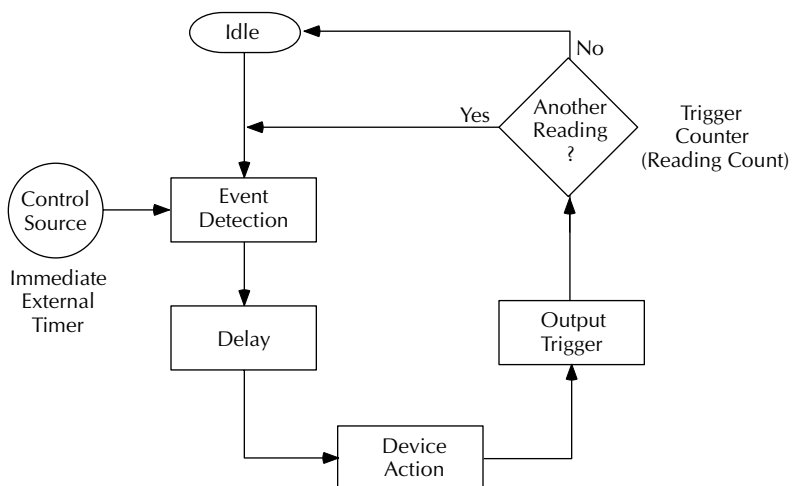 Idle
No
Yes
Another
Reading
?
Trigger
Counter
(Reading Count)
Control
Source
Event
Detection
Immediate
External
Timer
Delay
Output
Trigger
Device
Action